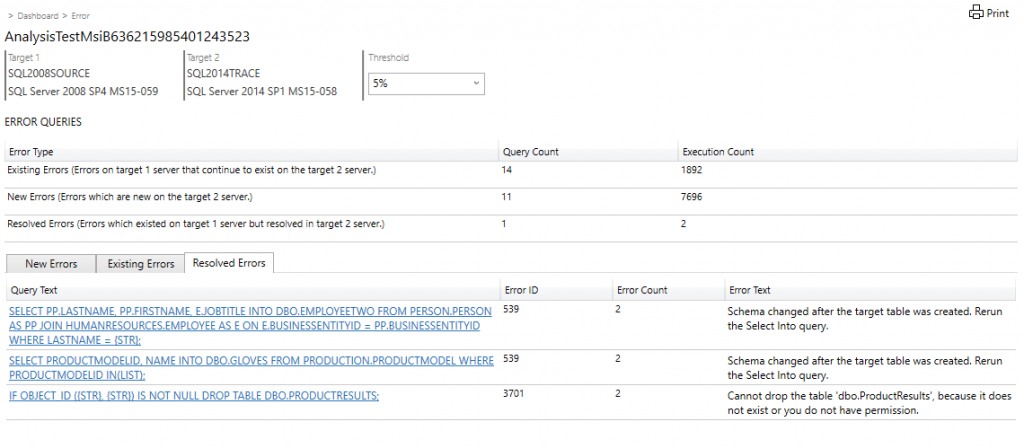 > Dashboard > Error
Print
AnalysisTestMsiB636215985401243523
Target 1
SQL2008SOURCE
SQL Server 2008 SP4 MS15-059
Target 2
SQL2014TRACE
SQL Server 2014 SP1 MS15-058
Threshold
5%
ERROR QUERIES
Error Type Query Count Execution Count
Existing Errors (Errors on target 1 server that continue to exist on the target 2 server.) 14 1892
New Errors (Errors which are new on the target 2 server.) 11 7696
Resolved Errors (Errors which existed on target 1 server but resolved in target 2 server.) 1 2
New Errors Existing Errors Resolved Errors
Query Text Error ID Error Count Error Text
SELECT PP.LASTNAME, PP.FIRSTNAME, E.JOBTITLE INTO DBO.EMPLOYEETWO FROM PERSON.PERSON 539 2 Schema changed after the target table was created. Rerun
AS PP JOIN HUMANRESOURCES.EMPLOYEE AS E ON E.BUSINESSENTITYID = PP.BUSINESSENTITYID the Select Into query.
WHERE LASTNAME = {STR};
SELECT PRODUCTMODELID, NAME INTO DBO.GLOVES FROM PRODUCTION.PRODUCTMODEL WHERE 539 2 Schema changed after the target table was created. Rerun
PRODUCTMODELID IN(LIST); the Select Into query.
IF OBJECT_ID ({STR}, {STR}) IS NOT NULL DROP TABLE DBO.PRODUCTRESULTS; 3701 2 Cannot drop the table 'dbo.ProductResults', because it does
not exist or you do not have permission.